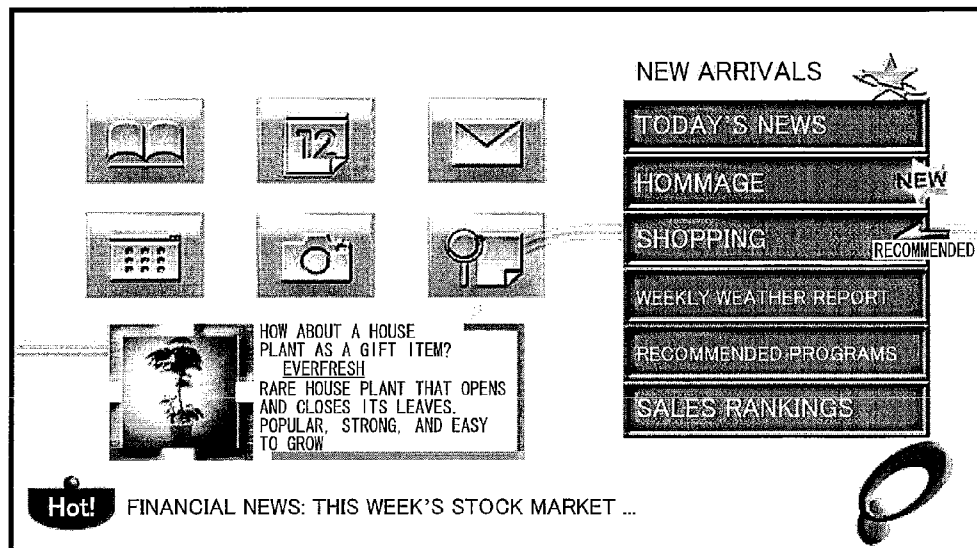 NEW ARRIVALS
12
TODAY'S NEWS
HOMMAGE
NEW
SHOPPING
RECOMMENDED
WEEKLY WEATHER REPORT
RECOMMENDED PROGRAMS
SALES RANKINGS
HOW ABOUT A HOUSE
PLANT AS A GIFT ITEM?
EVERFRESH
RARE HOUSE PLANT THAT OPENS
AND CLOSES ITS LEAVES.
POPULAR, STRONG, AND EASY
TO GROW
Hot!
FINANCIAL NEWS: THIS WEEK'S STOCK MARKET ...